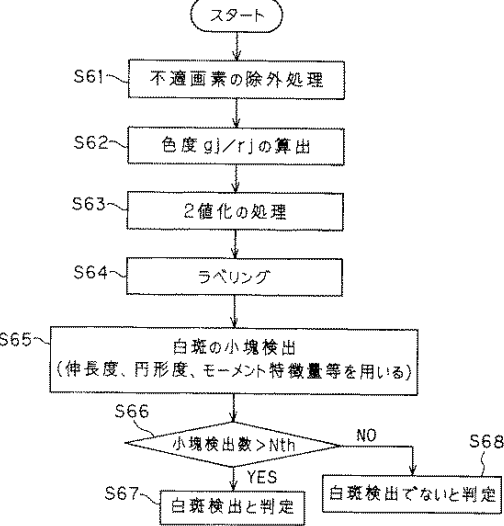 スタート
S61
不適画素の除外処理
S62
色度gj/rjの算出
S63
2値化の処理
S64
ラベリング
S65
白斑の小塊検出
(伸長度、円形度、モーメント特徴量等を用いる)
S66
小塊検出数>Nth
NO
S68
YES
S67
白斑検出と判定
白斑検出でないと判定